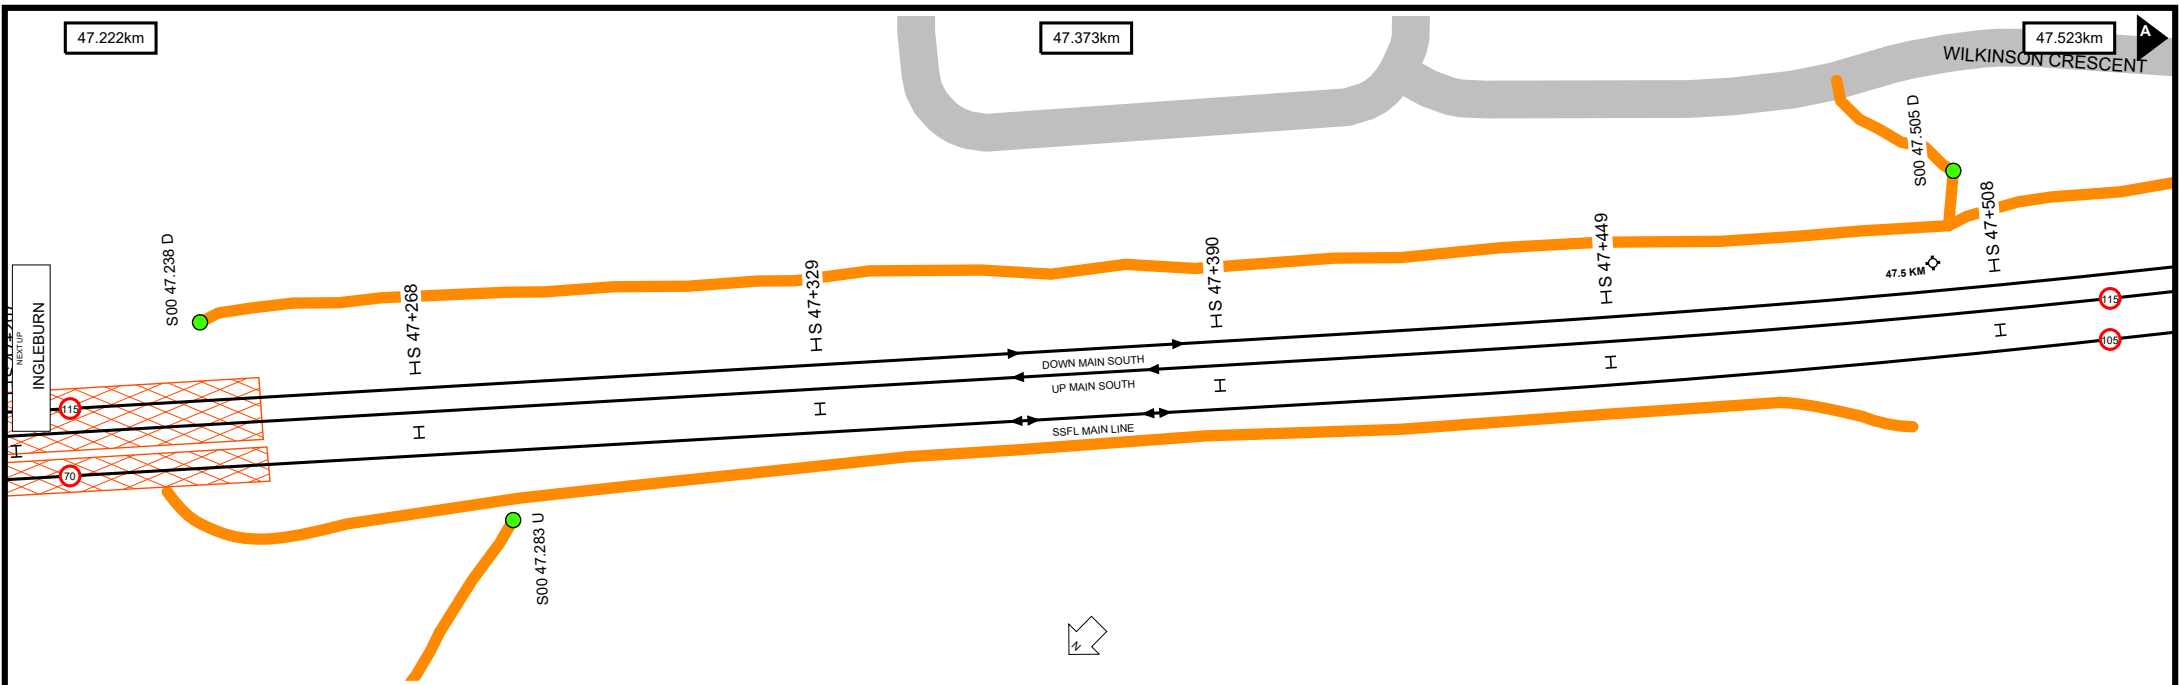 47.222km
47.373km
47.523km
A
WILKINSON CRESCENT
S00 47.505 D
S00 47.238 D
HS 47+268
HS 47+329
HS 47+390
HS 47+449
HS 47+508
47.5 KM
NEXT UP
INGLEBURN
115
70
115
105
DOWN MAIN SOUTH
UP MAIN SOUTH
SSFL MAIN LINE
S00 47.283 U
N